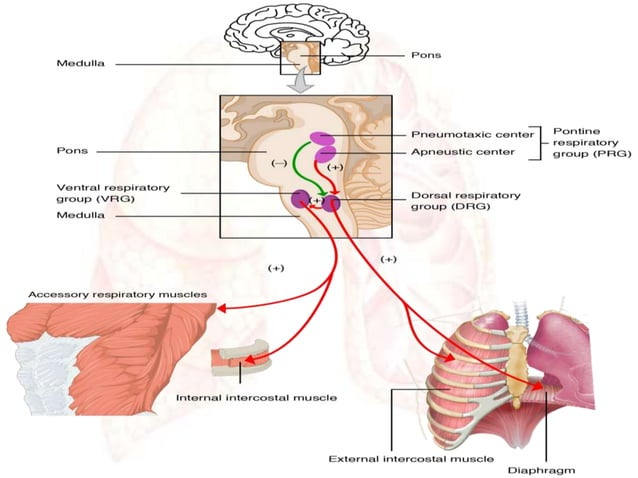 Pons
Medulla
Pneumotaxic center
Apneustic center
Pontine
respiratory
group (PRG)
Pons
(–)
(+)
Ventral respiratory
group (VRG)
(+)
Dorsal respiratory
group (DRG)
Medulla
(+)
(+)
Accessory respiratory muscles
Internal intercostal muscle
External intercostal muscle
Diaphragm